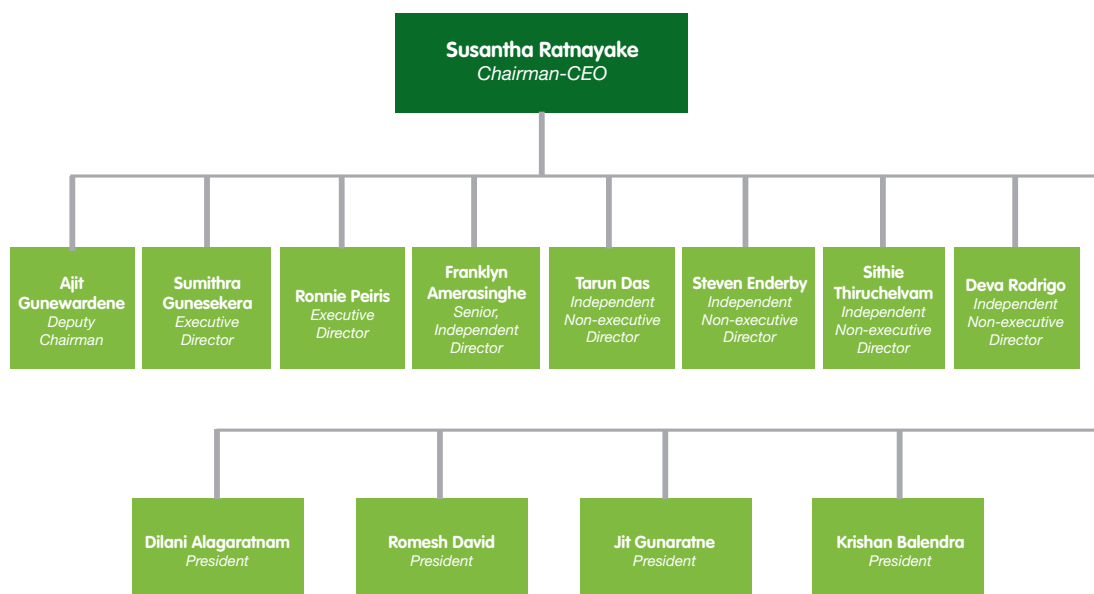 Susantha Ratnayake
Chairman-CEO
Ajit
Gunewardene
Deputy
Chairman
Sumithra
Gunesekera
Executive
Director
Ronnie Peiris
Executive
Director
Franklyn
Amerasinghe
Senior,
Independent
Director
Tarun Das
Independent
Non-executive
Director
Steven Enderby
Independent
Non-executive
Director
Sithie
Thiruchelvam
Independent
Non-executive
Director
Deva Rodrigo
Independent
Non-executive
Director
Dilani Alagaratnam
President
Romesh David
President
Jit Gunaratne
President
Krishan Balendra
President